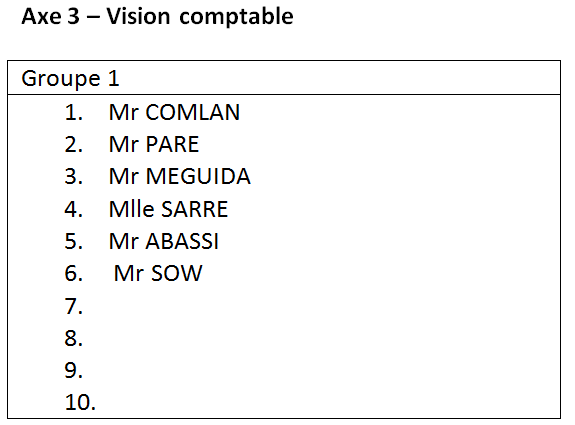 Axe 3 – Vision comptable
Groupe 1
1. Mr COMLAN
2. Mr PARE
3. Mr MEGUIDA
4. Mlle SARRE
5. Mr ABASSI
6. Mr SOW
7.
8.
9.
10.